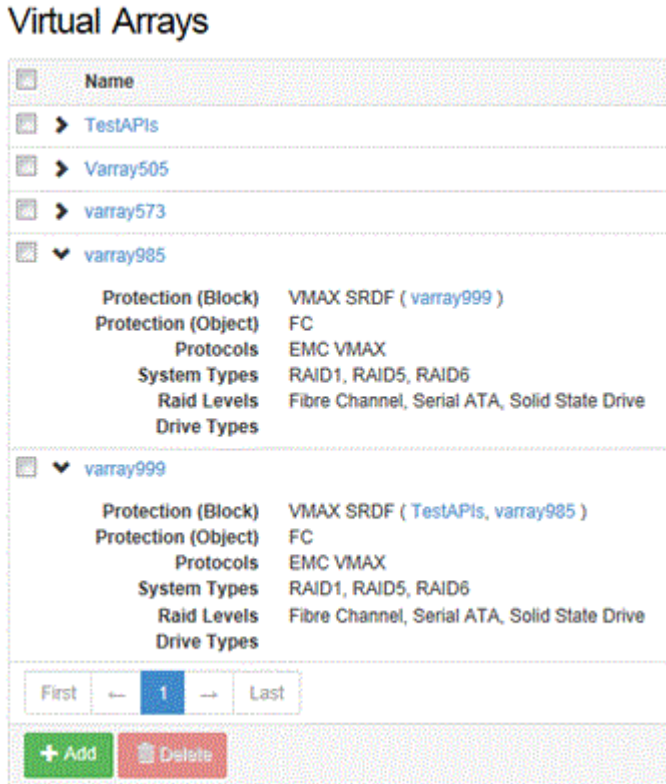 Virtual Arrays
Name
TestAPIs
Varray505
varray573
varray985
Protection (Block) VMAX SRDF ( varray999 )
Protection (Object) FC
Protocols EMC VMAX
System Types RAID1, RAID5, RAID6
Raid Levels Fibre Channel, Serial ATA, Solid State Drive
Drive Types
varray999
Protection (Block) VMAX SRDF ( TestAPIs, varray985 )
Protection (Object) FC
Protocols EMC VMAX
System Types RAID1, RAID5, RAID6
Raid Levels Fibre Channel, Serial ATA, Solid State Drive
Drive Types
First ← 1 → Last
+ Add Delete